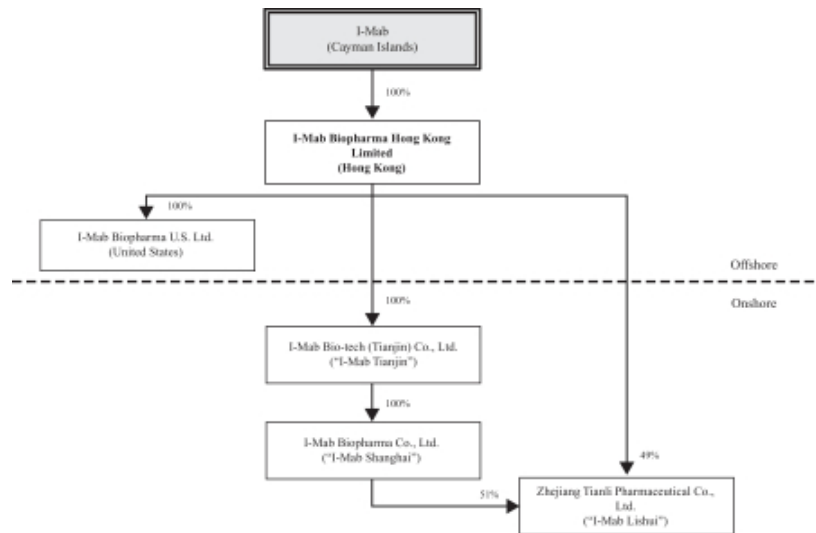 I-Mab
(Cayman Islands)
100%
I-Mab Biopharma Hong Kong
Limited
(Hong Kong)
100%
I-Mab Biopharma U.S. Ltd.
(United States)
Offshore
Onshore
100%
I-Mab Bio-tech (Tianjin) Co., Ltd.
(“I-Mab Tianjin”)
100%
I-Mab Biopharma Co., Ltd.
(“I-Mab Shanghai”)
49%
51%
Zhejiang Tianli Pharmaceutical Co.,
Ltd.
(“I-Mab Lishui”)